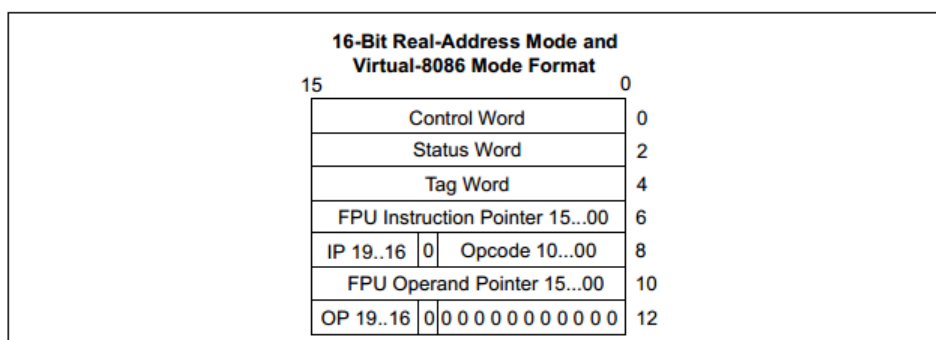 16-Bit Real-Address Mode and
Virtual-8086 Mode Format
15 0
Control Word 0
Status Word 2
Tag Word 4
FPU Instruction Pointer 15...00 6
IP 19..16 0 Opcode 10...00 8
FPU Operand Pointer 15...00 10
OP 19..16 0 0 0 0 0 0 0 0 0 0 0 0 12